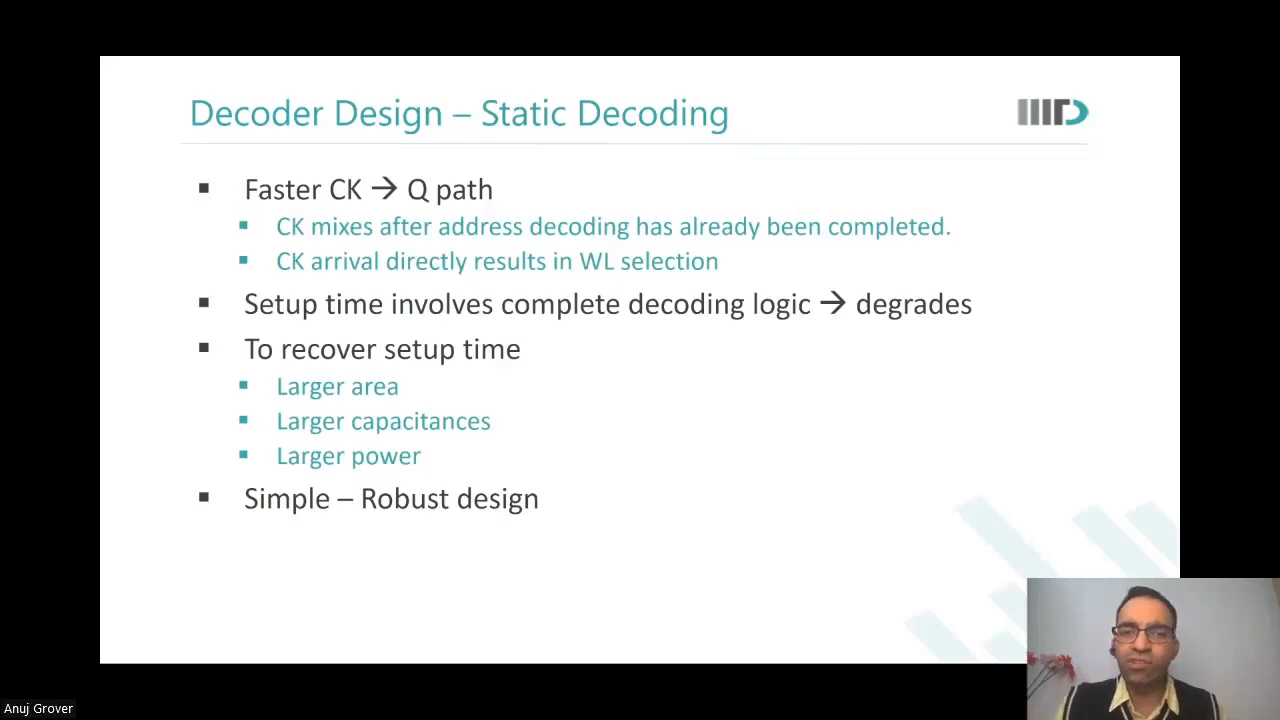 Decoder Design – Static Decoding
IIITD
▪ Faster CK → Q path
▪ CK mixes after address decoding has already been completed.
▪ CK arrival directly results in WL selection
▪ Setup time involves complete decoding logic → degrades
▪ To recover setup time
▪ Larger area
▪ Larger capacitances
▪ Larger power
▪ Simple – Robust design
Anuj Grover